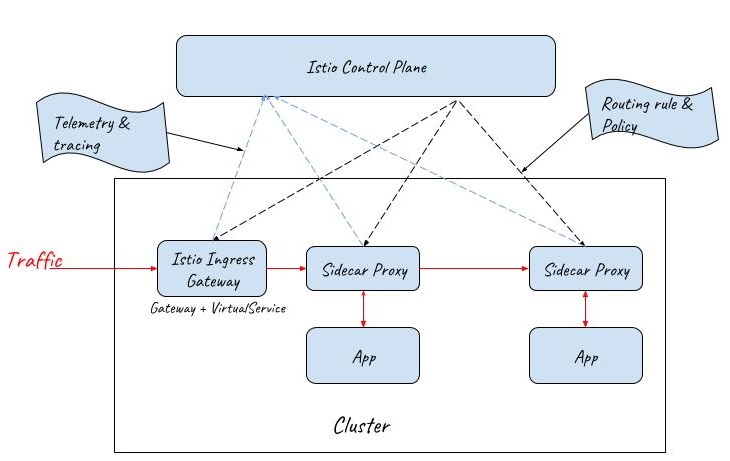 Istio Control Plane
Telemetry &
tracing
Routing rule &
Policy
Traffic
Istio Ingress
Gateway
Sidecar Proxy
Sidecar Proxy
Gateway + VirtualService
App
App
Cluster